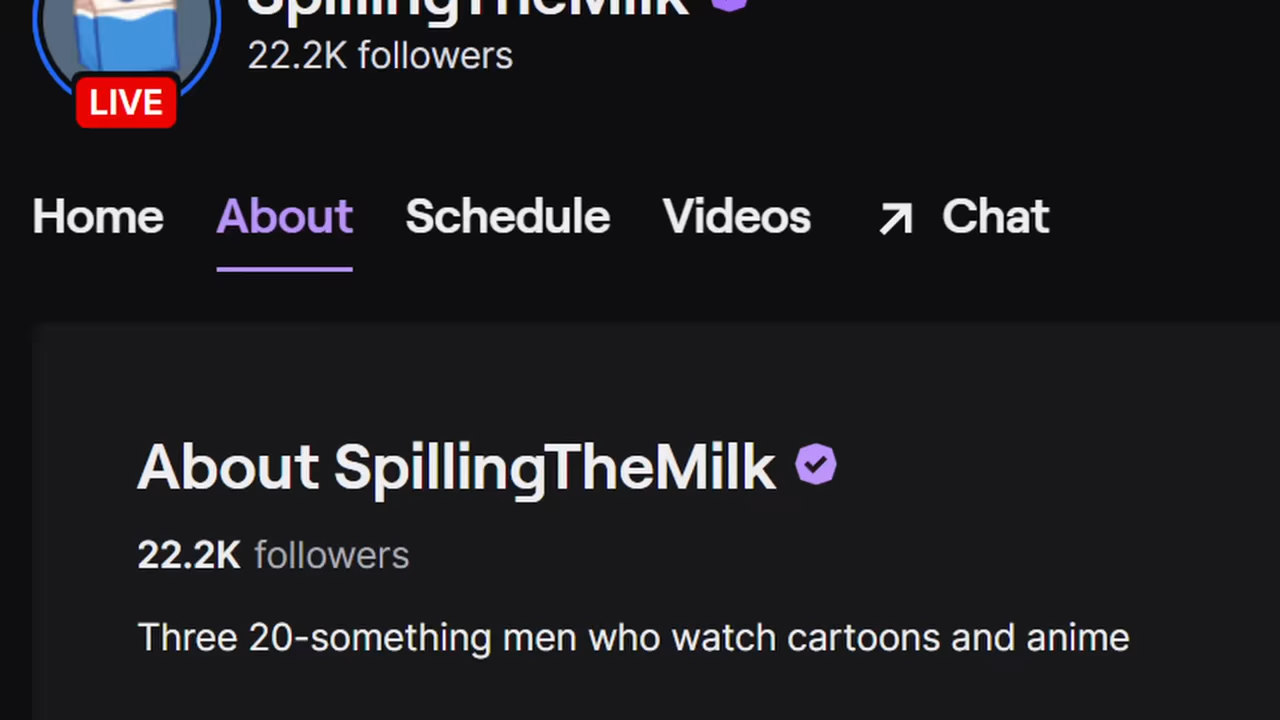 SpillingTheMilk
22.2K followers
LIVE
Home About Schedule Videos Chat
About SpillingTheMilk
22.2K followers
Three 20-something men who watch cartoons and anime